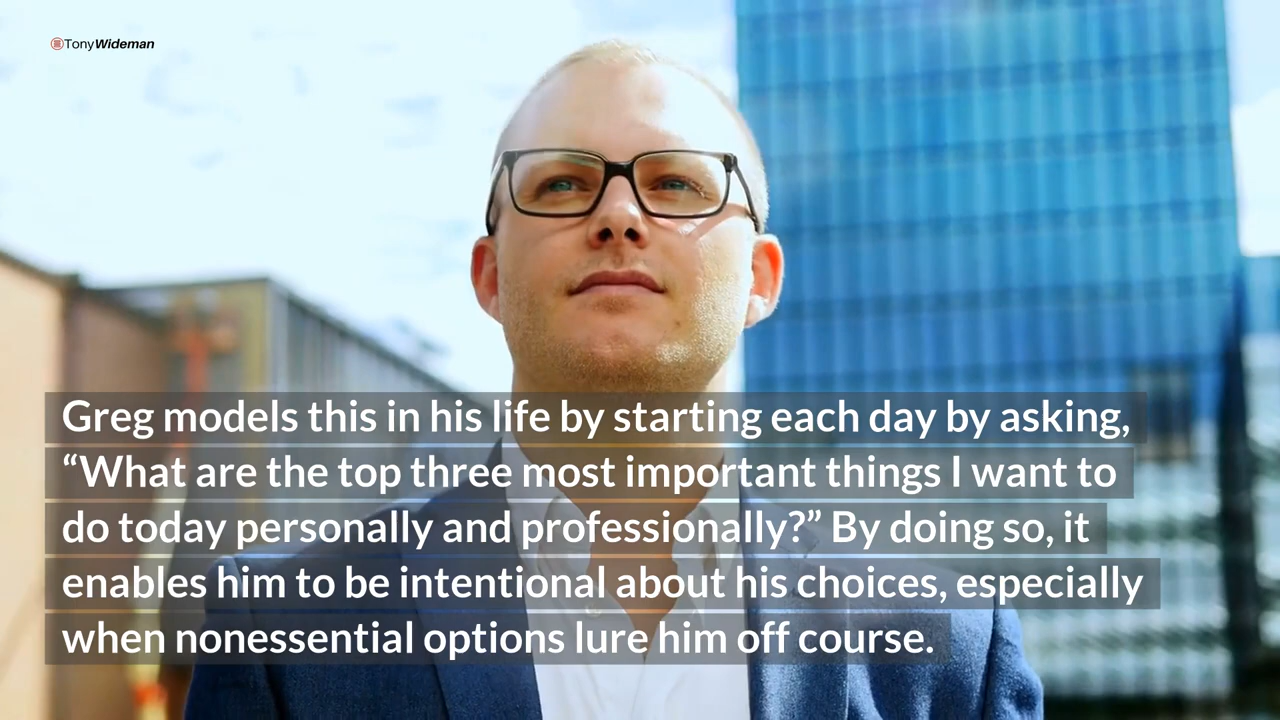 TonyWideman
Greg models this in his life by starting each day by asking,
“What are the top three most important things I want to
do today personally and professionally?” By doing so, it
enables him to be intentional about his choices, especially
when nonessential options lure him off course.